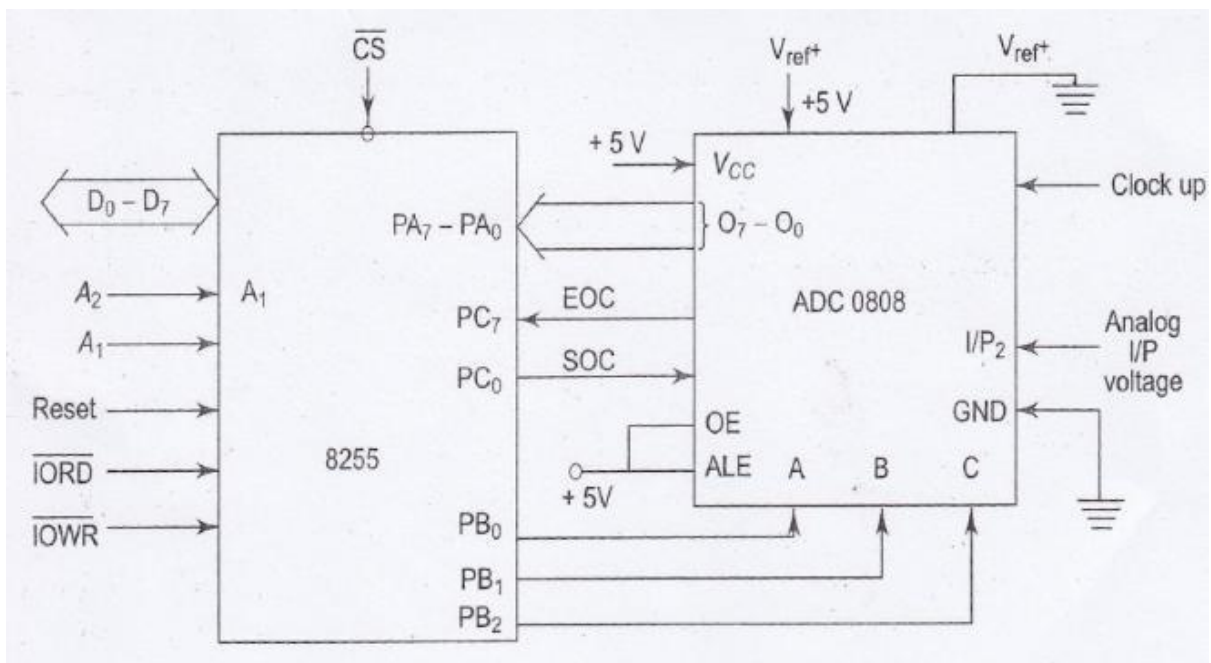 CS
V_ref+
V_ref+
+5 V
+ 5 V
V_CC
Clock up
D₀ – D₇
PA₇ – PA₀
O₇ – O₀
A₂
A₁
ADC 0808
PC₇
EOC
A₁
I/P₂
Analog
I/P
voltage
PC₀
SOC
Reset
OE
GND
8255
IORD
ALE
A
B
C
+ 5V
IOWR
PB₀
PB₁
PB₂